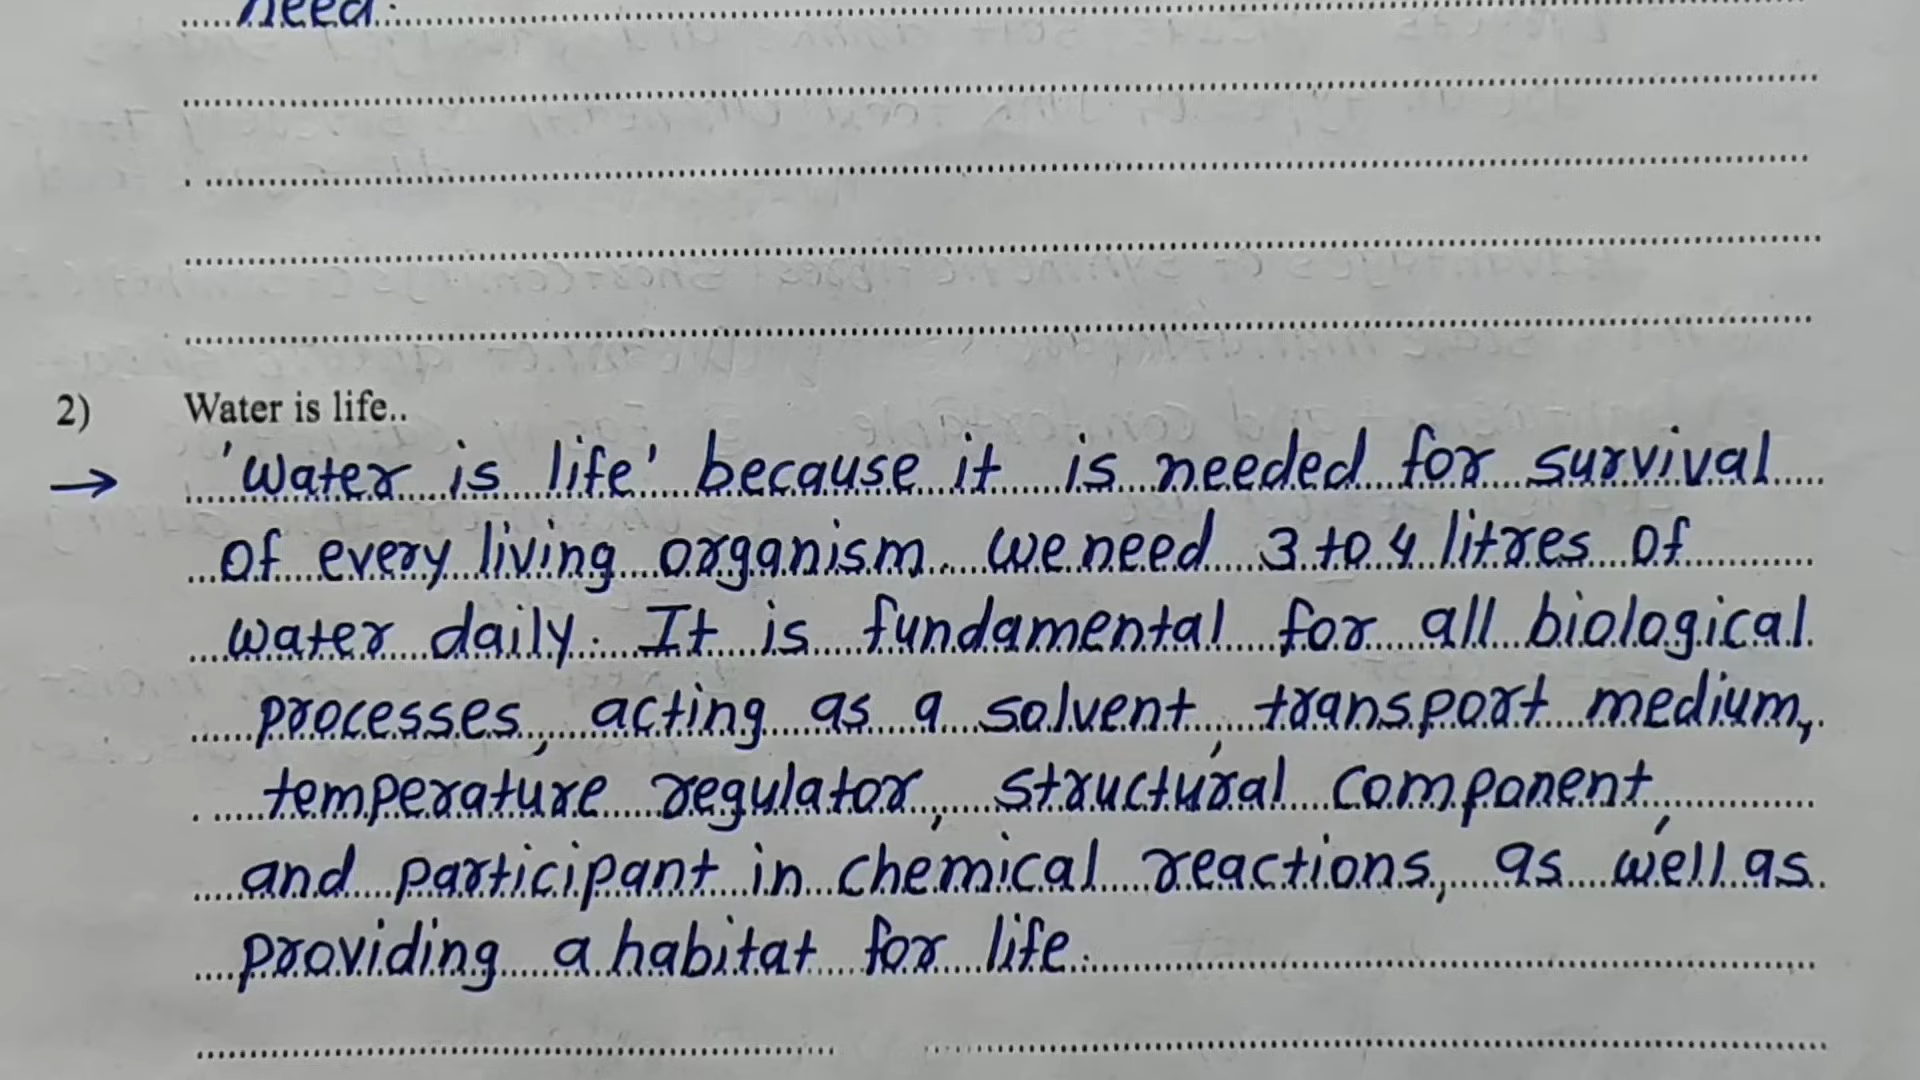 need.
2) Water is life..
→ 'Water is life' because it is needed for survival
of every living organism. we need 3 to 4 litres of
water daily. It is fundamental for all biological
processes, acting as a solvent, transport medium,
temperature regulator, structural component,
and participant in chemical reactions, as well as
providing a habitat for life.